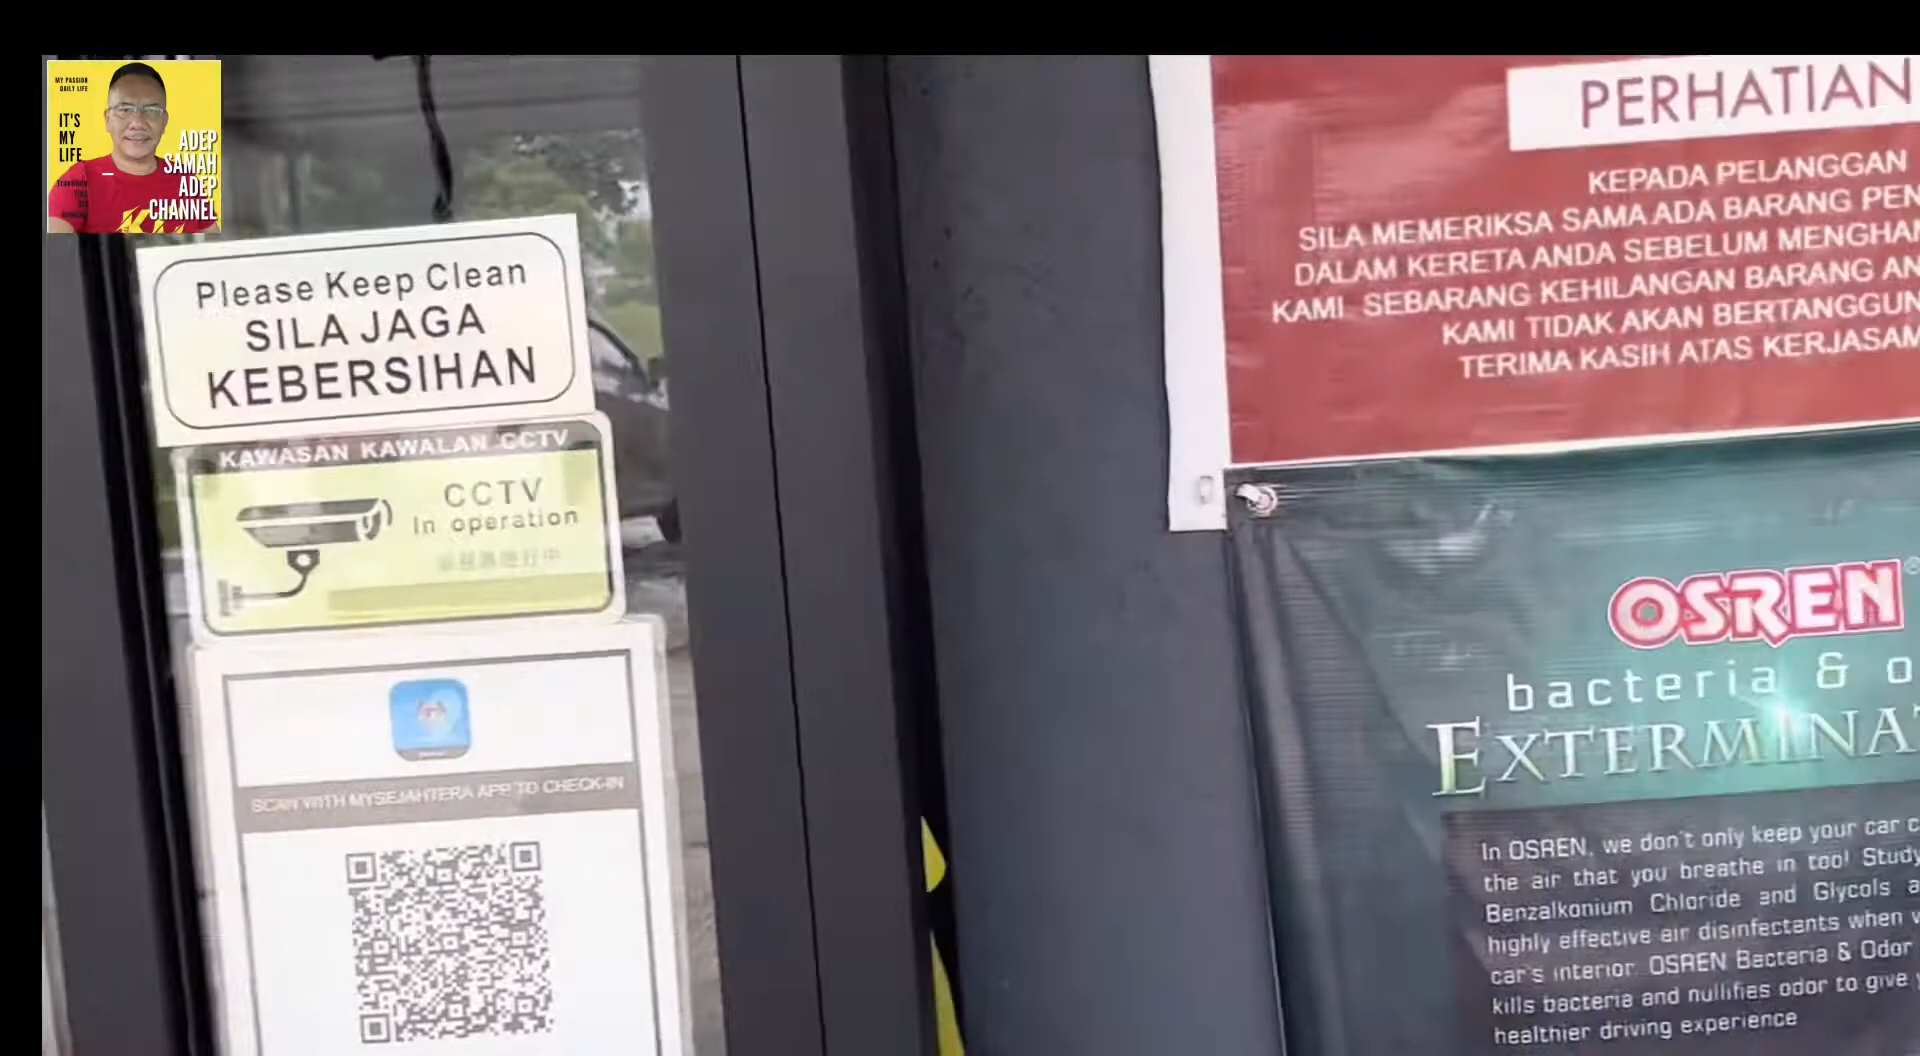 MY PASSION
DAILY LIFE
IT'S
MY
LIFE
ADEP
SAMAH
ADEP
CHANNEL
Please Keep Clean
SILA JAGA
KEBERSIHAN
KAWASAN KAWALAN CCTV
CCTV
In operation
SCAN WITH MYSEJAHTERA APP TO CHECK-IN
PERHATIAN
KEPADA PELANGGAN
SILA MEMERIKSA SAMA ADA BARANG PEN
DALAM KERETA ANDA SEBELUM MENGHAN
KAMI SEBARANG KEHILANGAN BARANG AN
KAMI TIDAK AKAN BERTANGGUN
TERIMA KASIH ATAS KERJASAM
OSREN®
bacteria & o
EXTERMINAT
In OSREN, we don't only keep your car c
the air that you breathe in too! Study
Benzalkonium Chloride and Glycols a
highly effective air disinfectants when
car's interior. OSREN Bacteria & Odor
kills bacteria and nullifies odor to give
healthier driving experience